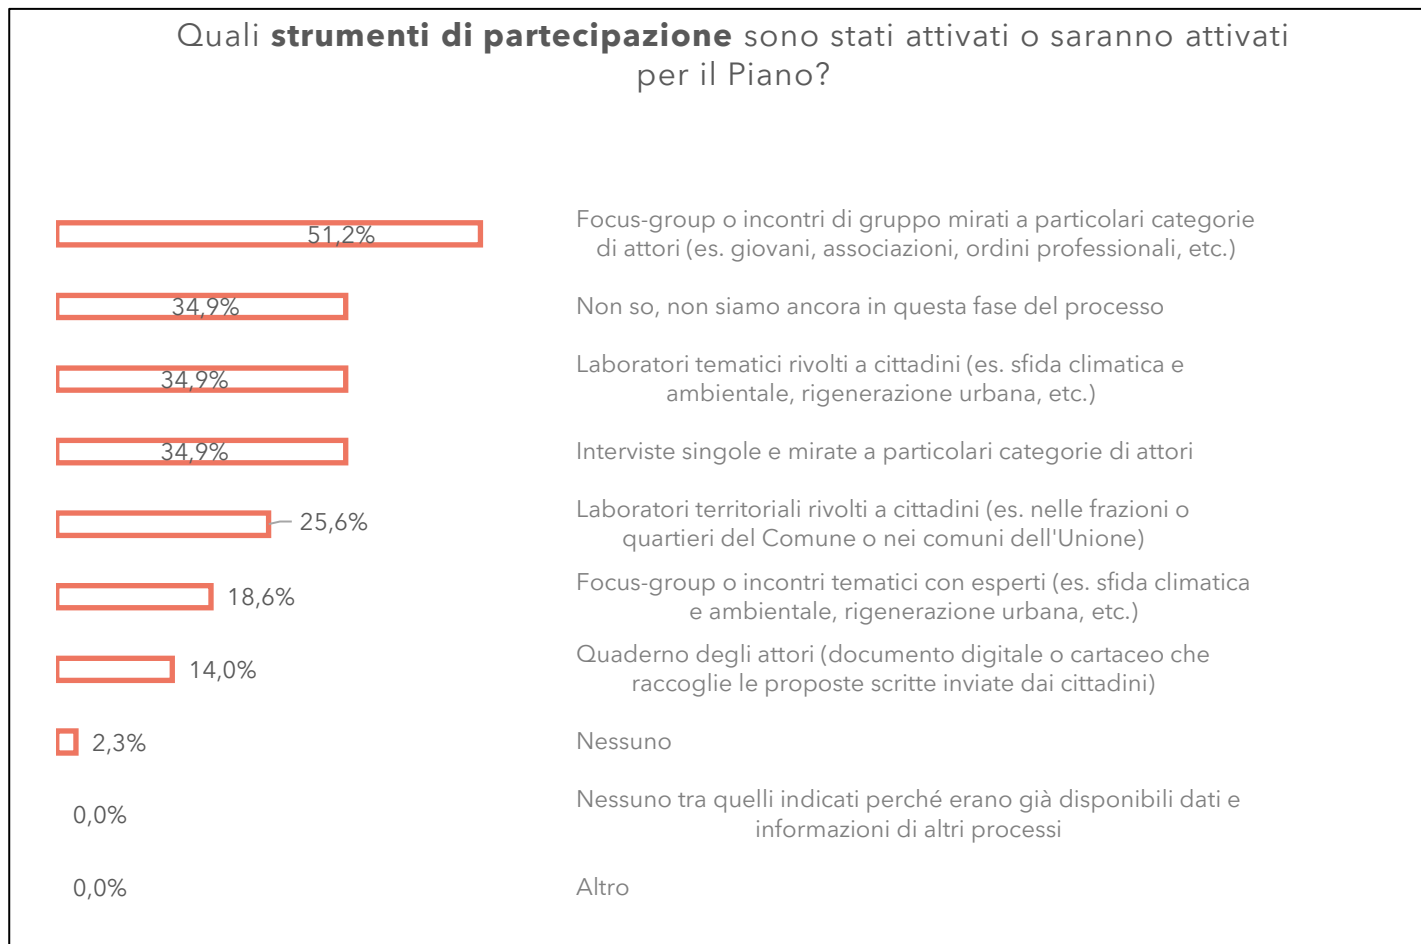 Quali strumenti di partecipazione sono stati attivati o saranno attivati
per il Piano?
51,2%
Focus-group o incontri di gruppo mirati a particolari categorie
di attori (es. giovani, associazioni, ordini professionali, etc.)
34,9%
Non so, non siamo ancora in questa fase del processo
34,9%
Laboratori tematici rivolti a cittadini (es. sfida climatica e
ambientale, rigenerazione urbana, etc.)
34,9%
Interviste singole e mirate a particolari categorie di attori
25,6%
Laboratori territoriali rivolti a cittadini (es. nelle frazioni o
quartieri del Comune o nei comuni dell'Unione)
18,6%
Focus-group o incontri tematici con esperti (es. sfida climatica
e ambientale, rigenerazione urbana, etc.)
14,0%
Quaderno degli attori (documento digitale o cartaceo che
raccoglie le proposte scritte inviate dai cittadini)
2,3%
Nessuno
0,0%
Nessuno tra quelli indicati perché erano già disponibili dati e
informazioni di altri processi
0,0%
Altro